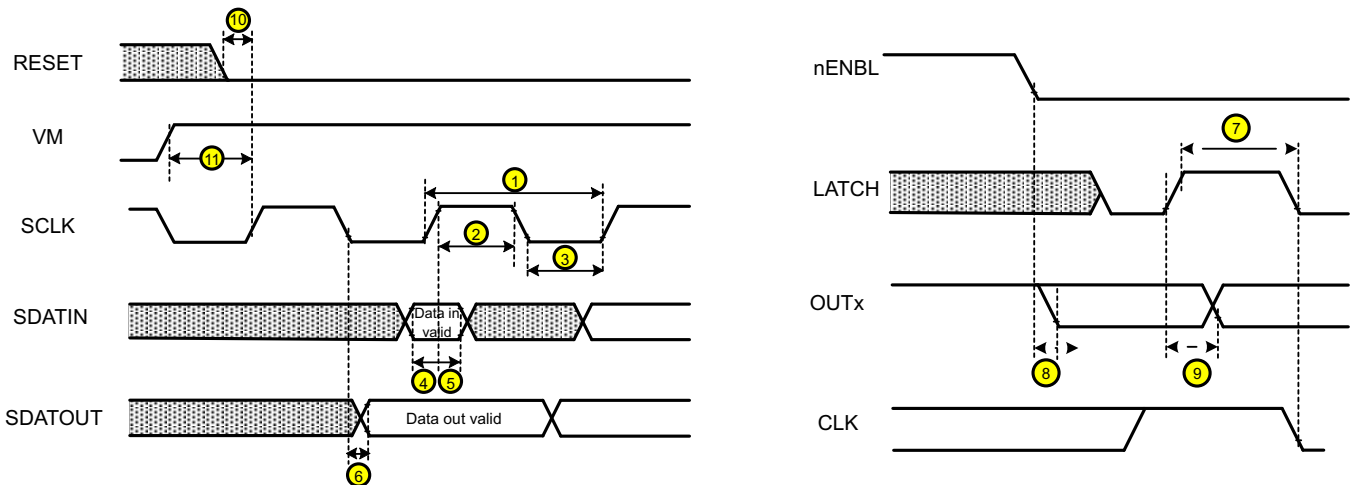 10
RESET
VM
11
1
SCLK
2
3
SDATIN
Data in
valid
4
5
SDATOUT
Data out valid
6
nENBL
7
LATCH
OUTx
8
9
CLK